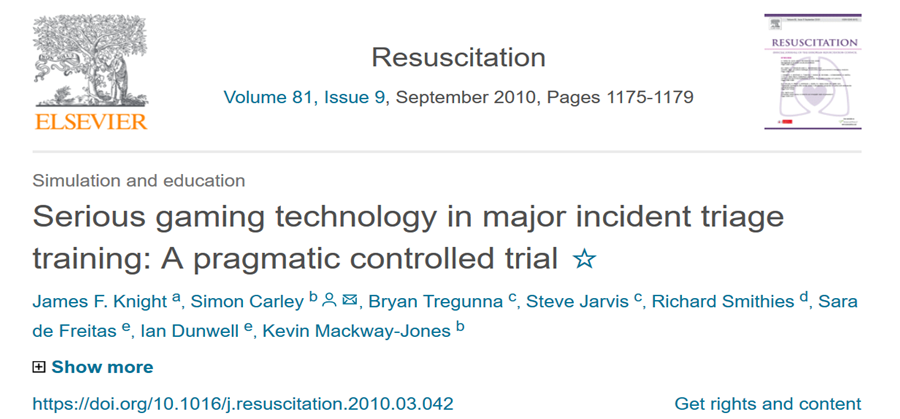 Resuscitation
Volume 81, Issue 9, September 2010, Pages 1175-1179
ELSEVIER
RESUSCITATION
Simulation and education
Serious gaming technology in major incident triage
training: A pragmatic controlled trial ☆
James F. Knight a, Simon Carley b, Bryan Tregunna c, Steve Jarvis c, Richard Smithies d, Sara
de Freitas e, Ian Dunwell e, Kevin Mackway-Jones b
Show more
https://doi.org/10.1016/j.resuscitation.2010.03.042
Get rights and content